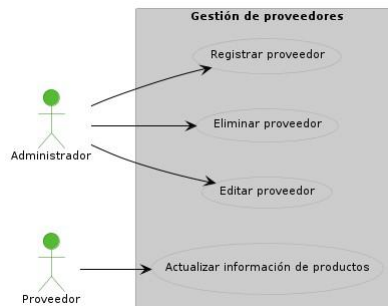 Gestión de proveedores
Registrar proveedor
Eliminar proveedor
Administrador
Editar proveedor
Actualizar información de productos
Proveedor